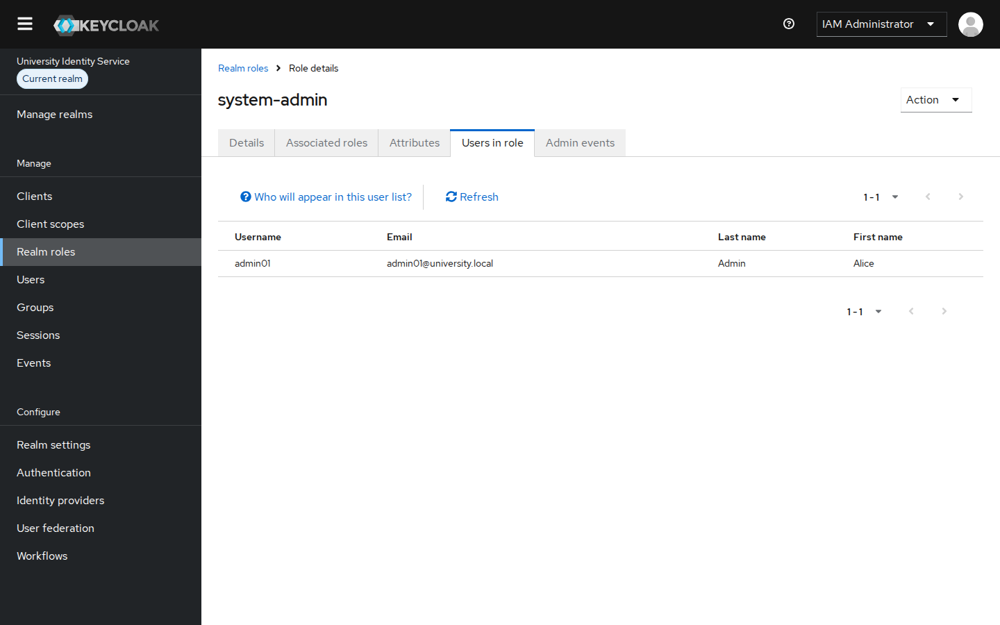 KEYCLOAK
IAM Administrator
University Identity Service
Current realm
Manage realms
Manage
Clients
Client scopes
Realm roles
Users
Groups
Sessions
Events
Configure
Realm settings
Authentication
Identity providers
User federation
Workflows
Realm roles > Role details
system-admin
Action
Details Associated roles Attributes Users in role Admin events
Who will appear in this user list? Refresh 1 - 1
Username Email Last name First name
admin01 admin01@university.local Admin Alice
1 - 1